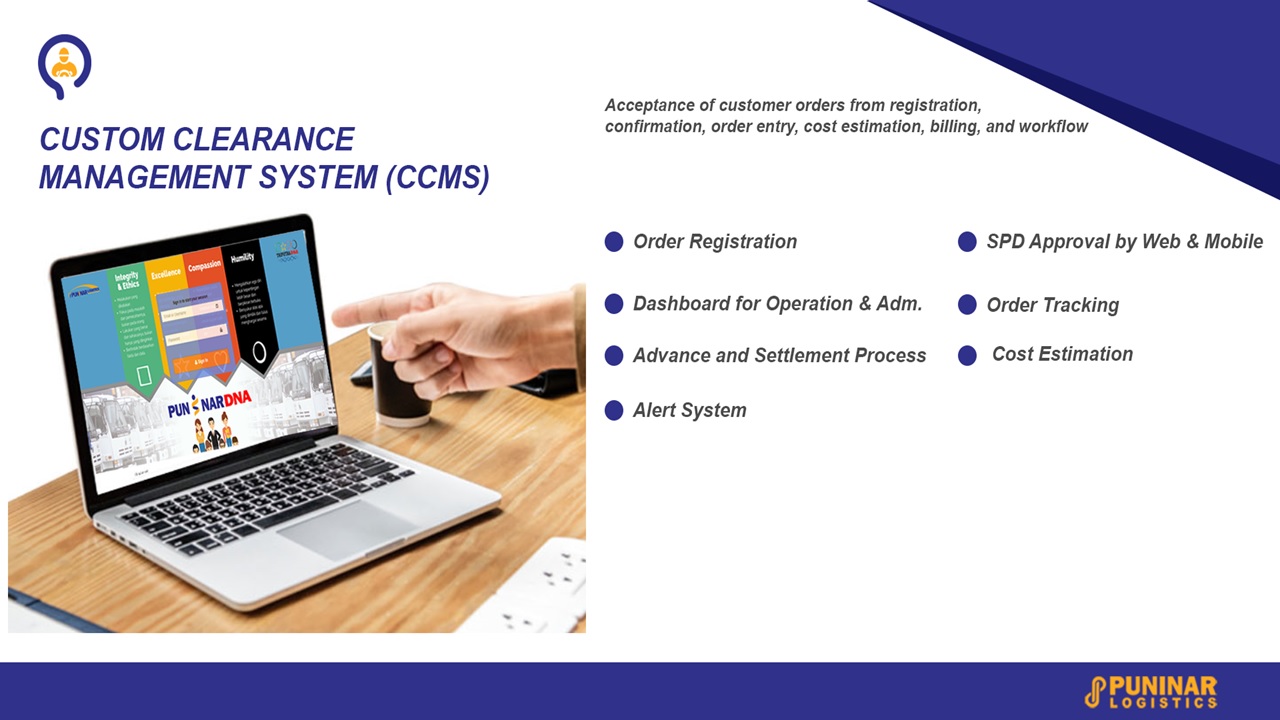 CUSTOM CLEARANCE
MANAGEMENT SYSTEM (CCMS)
Acceptance of customer orders from registration,
confirmation, order entry, cost estimation, billing, and workflow
Order Registration
Dashboard for Operation & Adm.
Advance and Settlement Process
Alert System
SPD Approval by Web & Mobile
Order Tracking
Cost Estimation
Integrity
& Ethics
Excellence
Compassion
Humility
PUNINAR DNA
PUNINAR
LOGISTICS